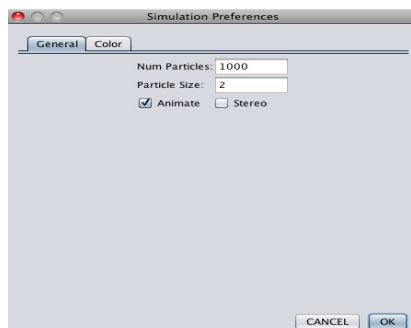 Simulation Preferences
General Color
Num Particles: 1000
Particle Size: 2
Animate Stereo
CANCEL OK